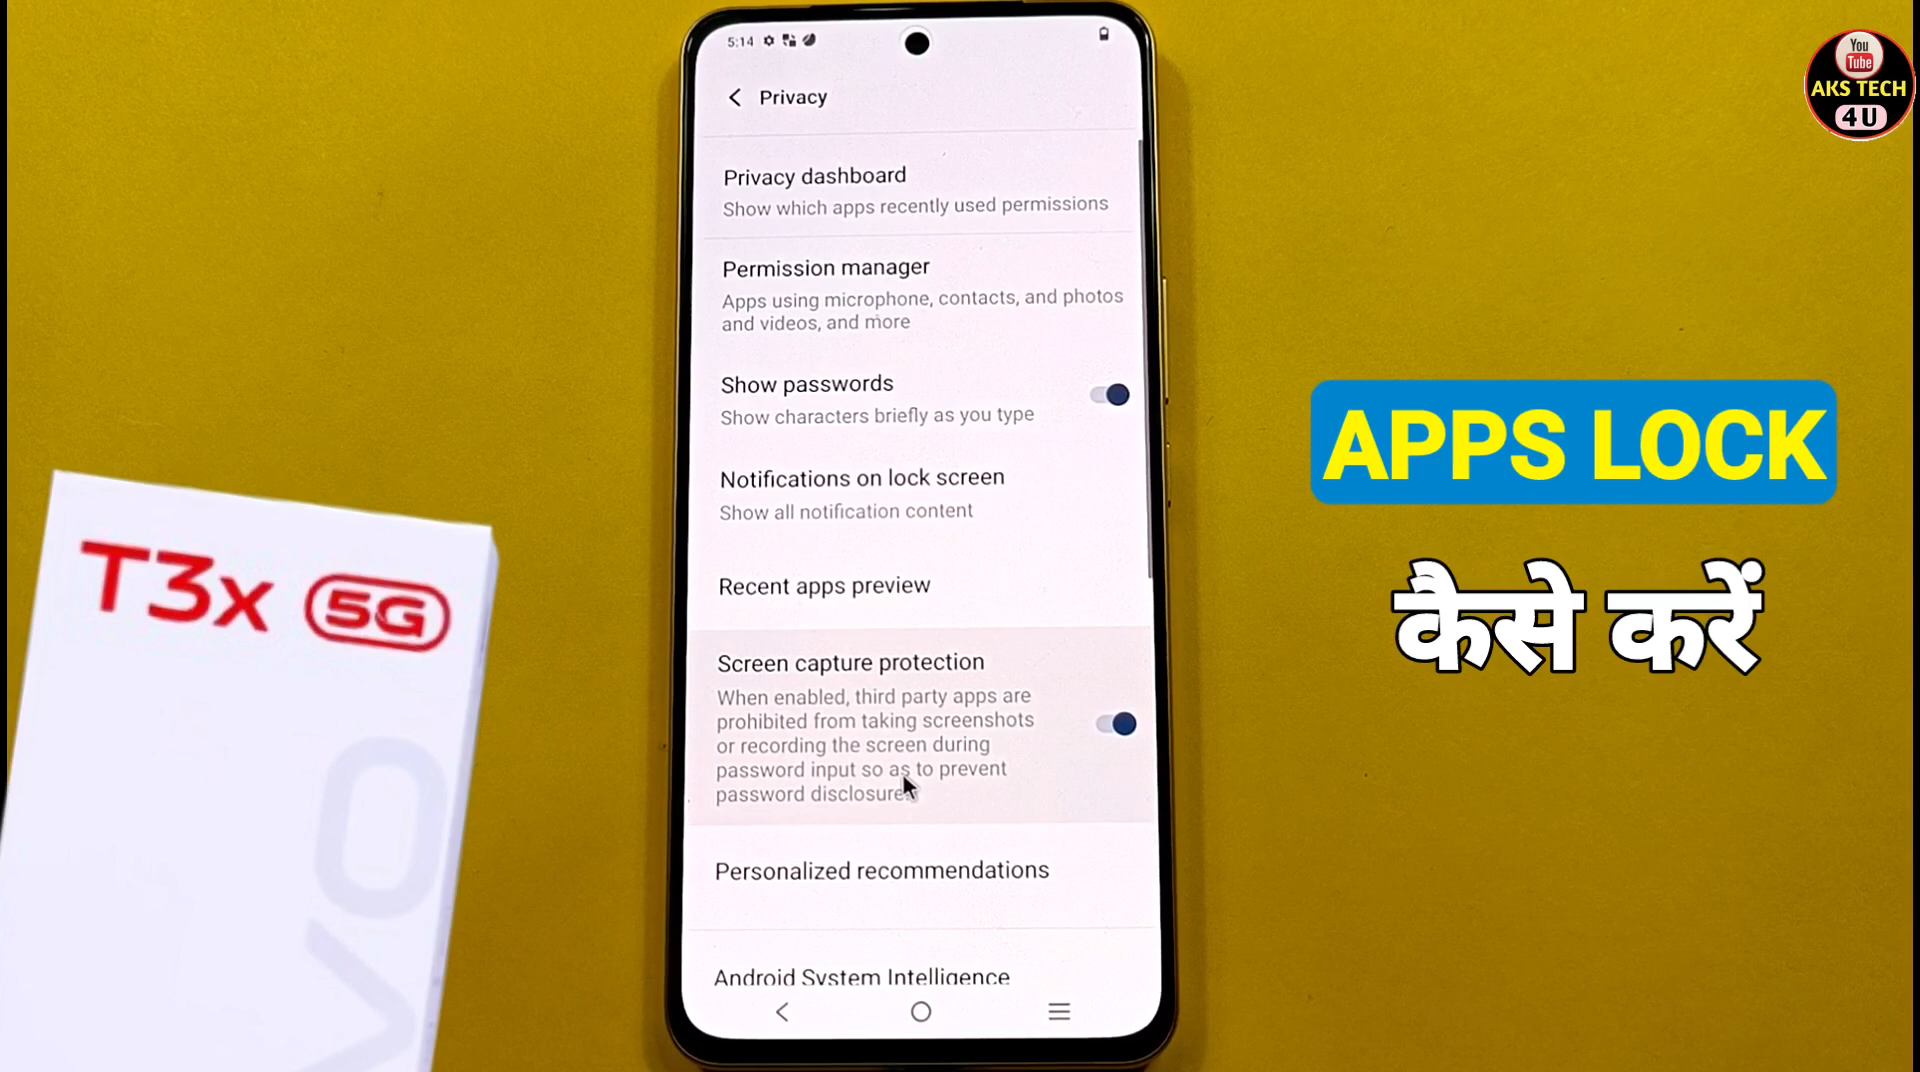 5:14
Privacy
Privacy dashboard
Show which apps recently used permissions
Permission manager
Apps using microphone, contacts, and photos
and videos, and more
Show passwords
Show characters briefly as you type
Notifications on lock screen
Show all notification content
Recent apps preview
Screen capture protection
When enabled, third party apps are
prohibited from taking screenshots
or recording the screen during
password input so as to prevent
password disclosure.
Personalized recommendations
Android System Intelligence
T3x 5G
vo
You
Tube
AKS TECH
4U
APPS LOCK
कैसे करें